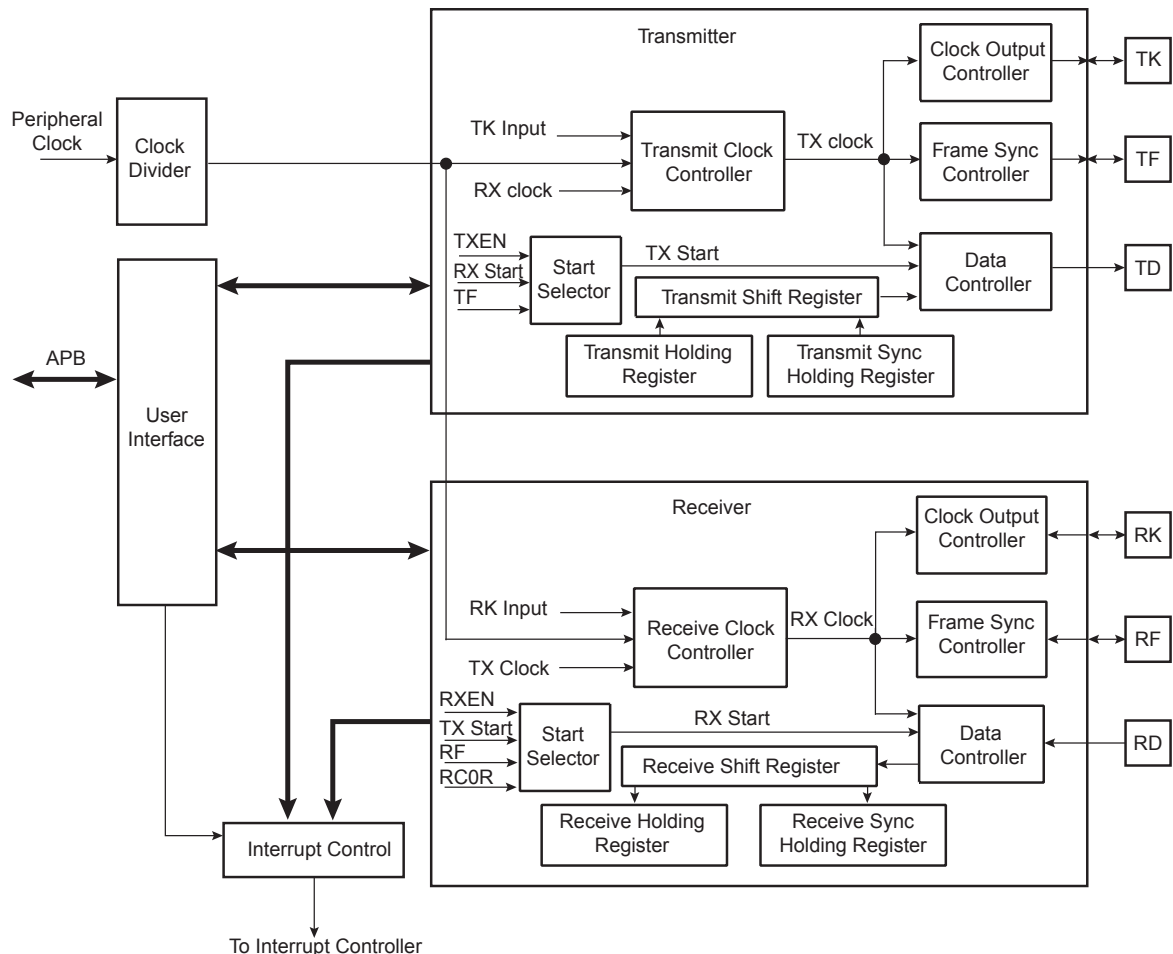 Transmitter
Clock Output
Controller
TK
Peripheral
Clock
Clock
Divider
TK Input
Transmit Clock
Controller
TX clock
Frame Sync
Controller
TF
RX clock
TXEN
RX Start
TF
Start
Selector
TX Start
Data
Controller
TD
Transmit Shift Register
Transmit Holding
Register
Transmit Sync
Holding Register
APB
User
Interface
Receiver
Clock Output
Controller
RK
RK Input
Receive Clock
Controller
RX Clock
Frame Sync
Controller
RF
TX Clock
RXEN
TX Start
RF
RC0R
Start
Selector
RX Start
Data
Controller
RD
Receive Shift Register
Receive Holding
Register
Receive Sync
Holding Register
Interrupt Control
To Interrupt Controller